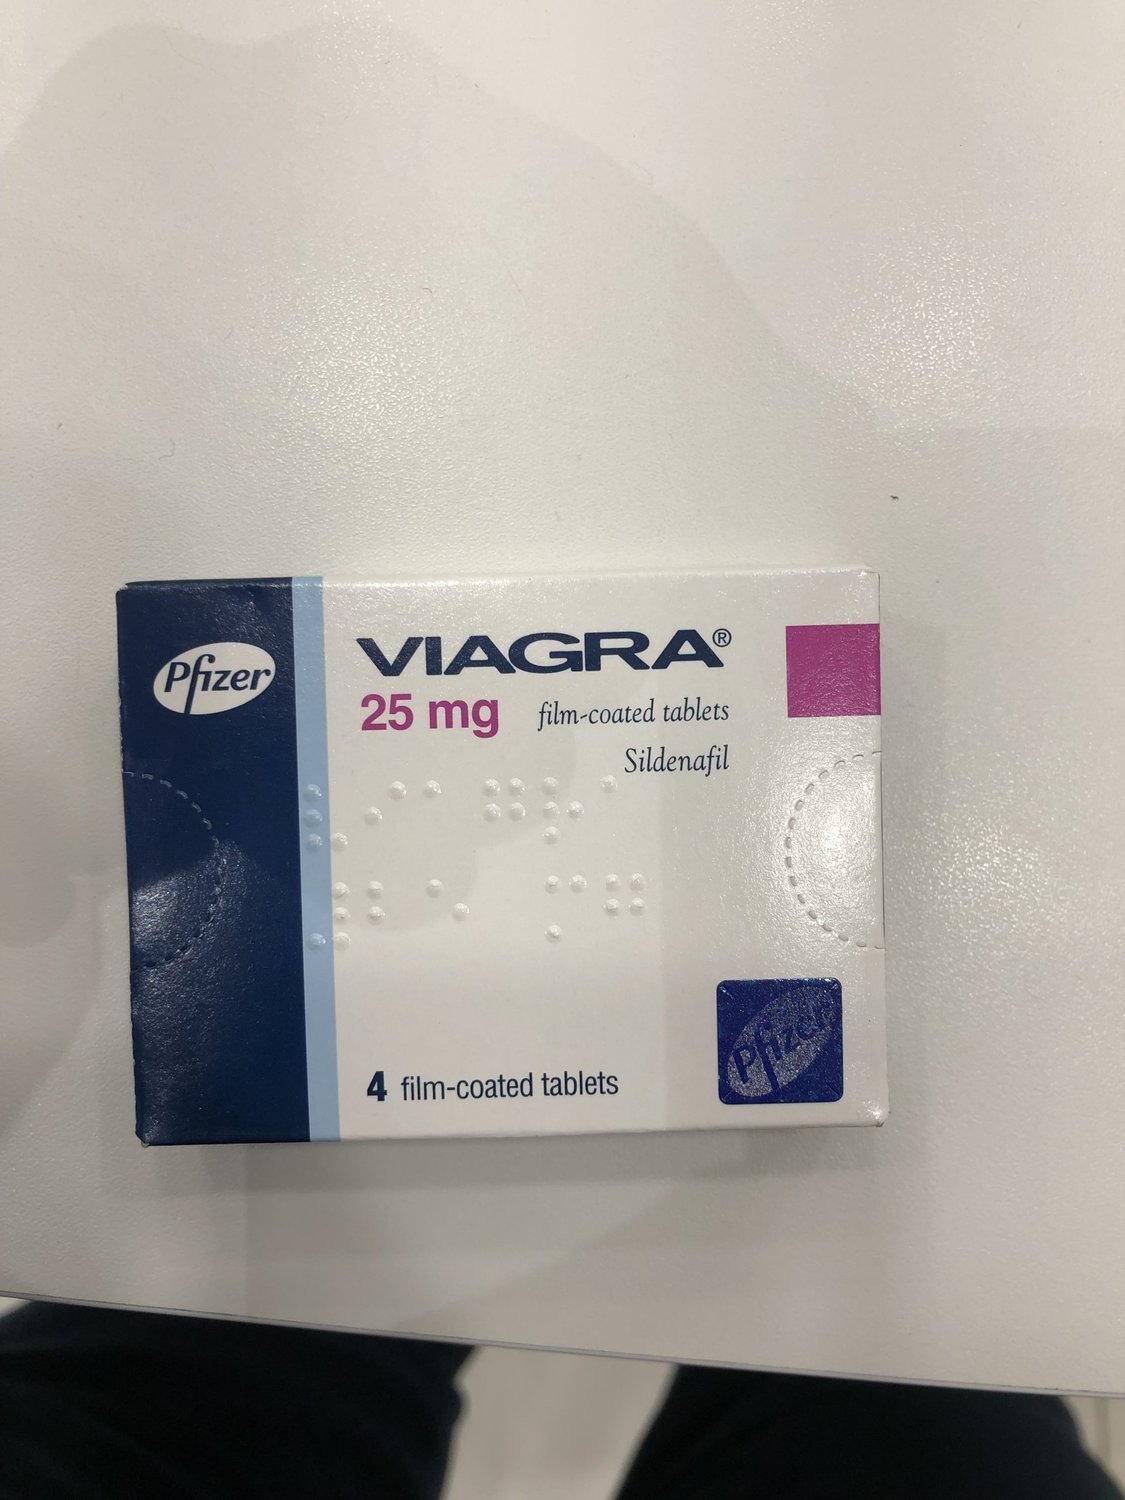 Pfizer
VIAGRA®
25 mg film-coated tablets
Sildenafil
4 film-coated tablets
Pfizer